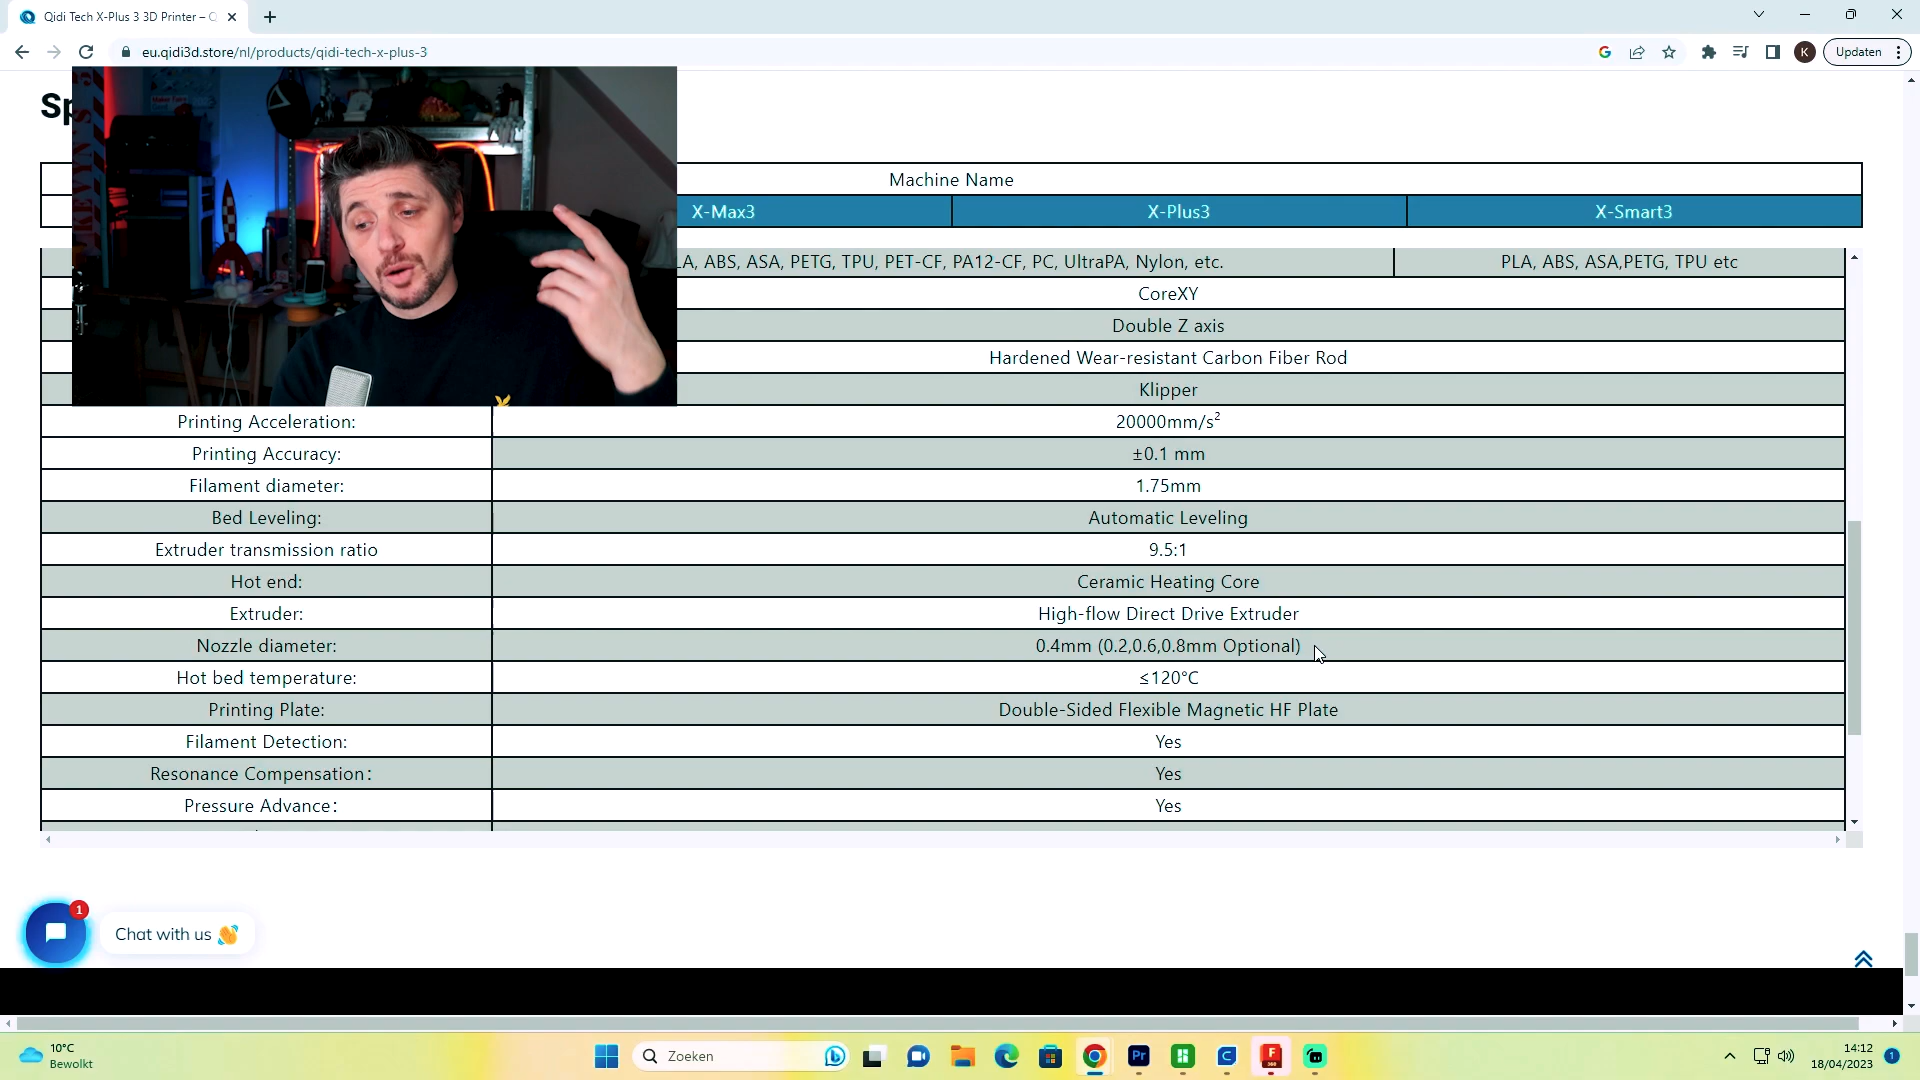 Qidi Tech X-Plus 3 3D Printer –
eu.qidi3d.store/nl/products/qidi-tech-x-plus-3
K
Updaten
Sp
Machine Name
X-Max3 X-Plus3 X-Smart3
LA, ABS, ASA, PETG, TPU, PET-CF, PA12-CF, PC, UltraPA, Nylon, etc. PLA, ABS, ASA,PETG, TPU etc
CoreXY
Double Z axis
Hardened Wear-resistant Carbon Fiber Rod
Klipper
Printing Acceleration: 20000mm/s²
Printing Accuracy: ±0.1 mm
Filament diameter: 1.75mm
Bed Leveling: Automatic Leveling
Extruder transmission ratio 9.5:1
Hot end: Ceramic Heating Core
Extruder: High-flow Direct Drive Extruder
Nozzle diameter: 0.4mm (0.2,0.6,0.8mm Optional)
Hot bed temperature: ≤120°C
Printing Plate: Double-Sided Flexible Magnetic HF Plate
Filament Detection: Yes
Resonance Compensation: Yes
Pressure Advance: Yes
1
Chat with us 👋
10°C
Bewolkt
Zoeken
Pr
14:12
18/04/2023
1